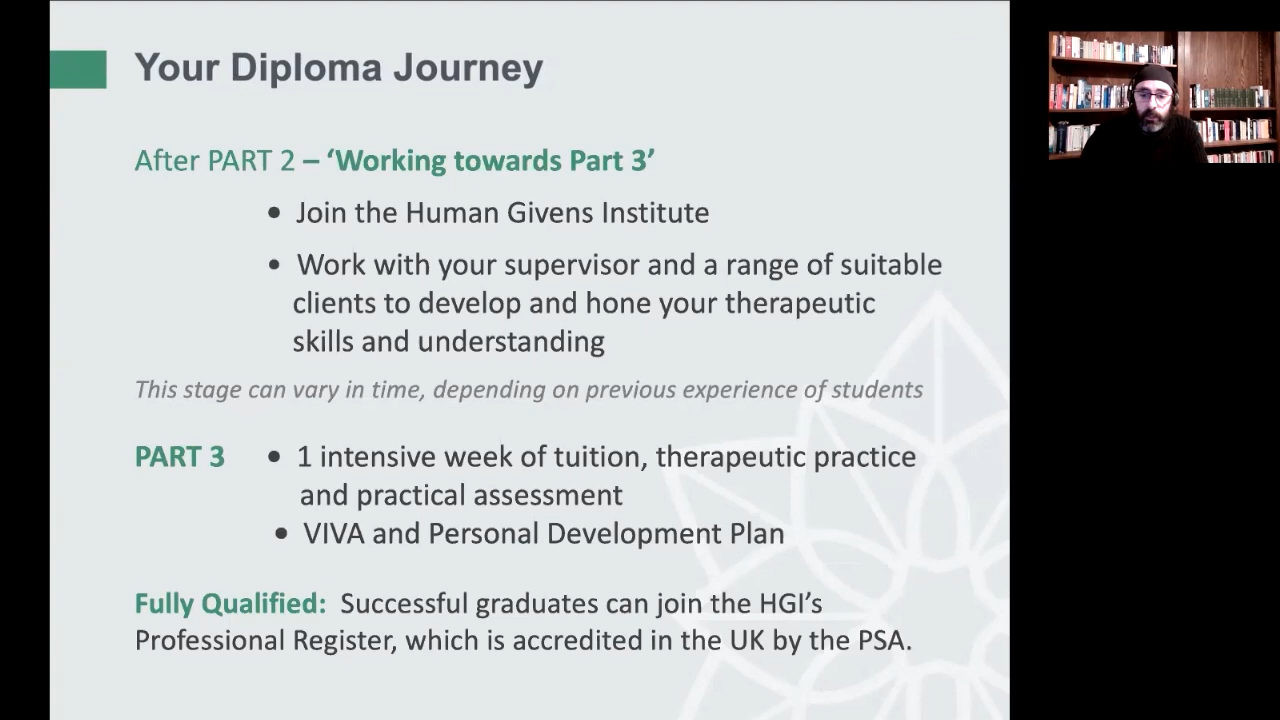 Your Diploma Journey
After PART 2 – ‘Working towards Part 3’
• Join the Human Givens Institute
• Work with your supervisor and a range of suitable
clients to develop and hone your therapeutic
skills and understanding
This stage can vary in time, depending on previous experience of students
PART 3 • 1 intensive week of tuition, therapeutic practice
and practical assessment
• VIVA and Personal Development Plan
Fully Qualified: Successful graduates can join the HGI’s
Professional Register, which is accredited in the UK by the PSA.